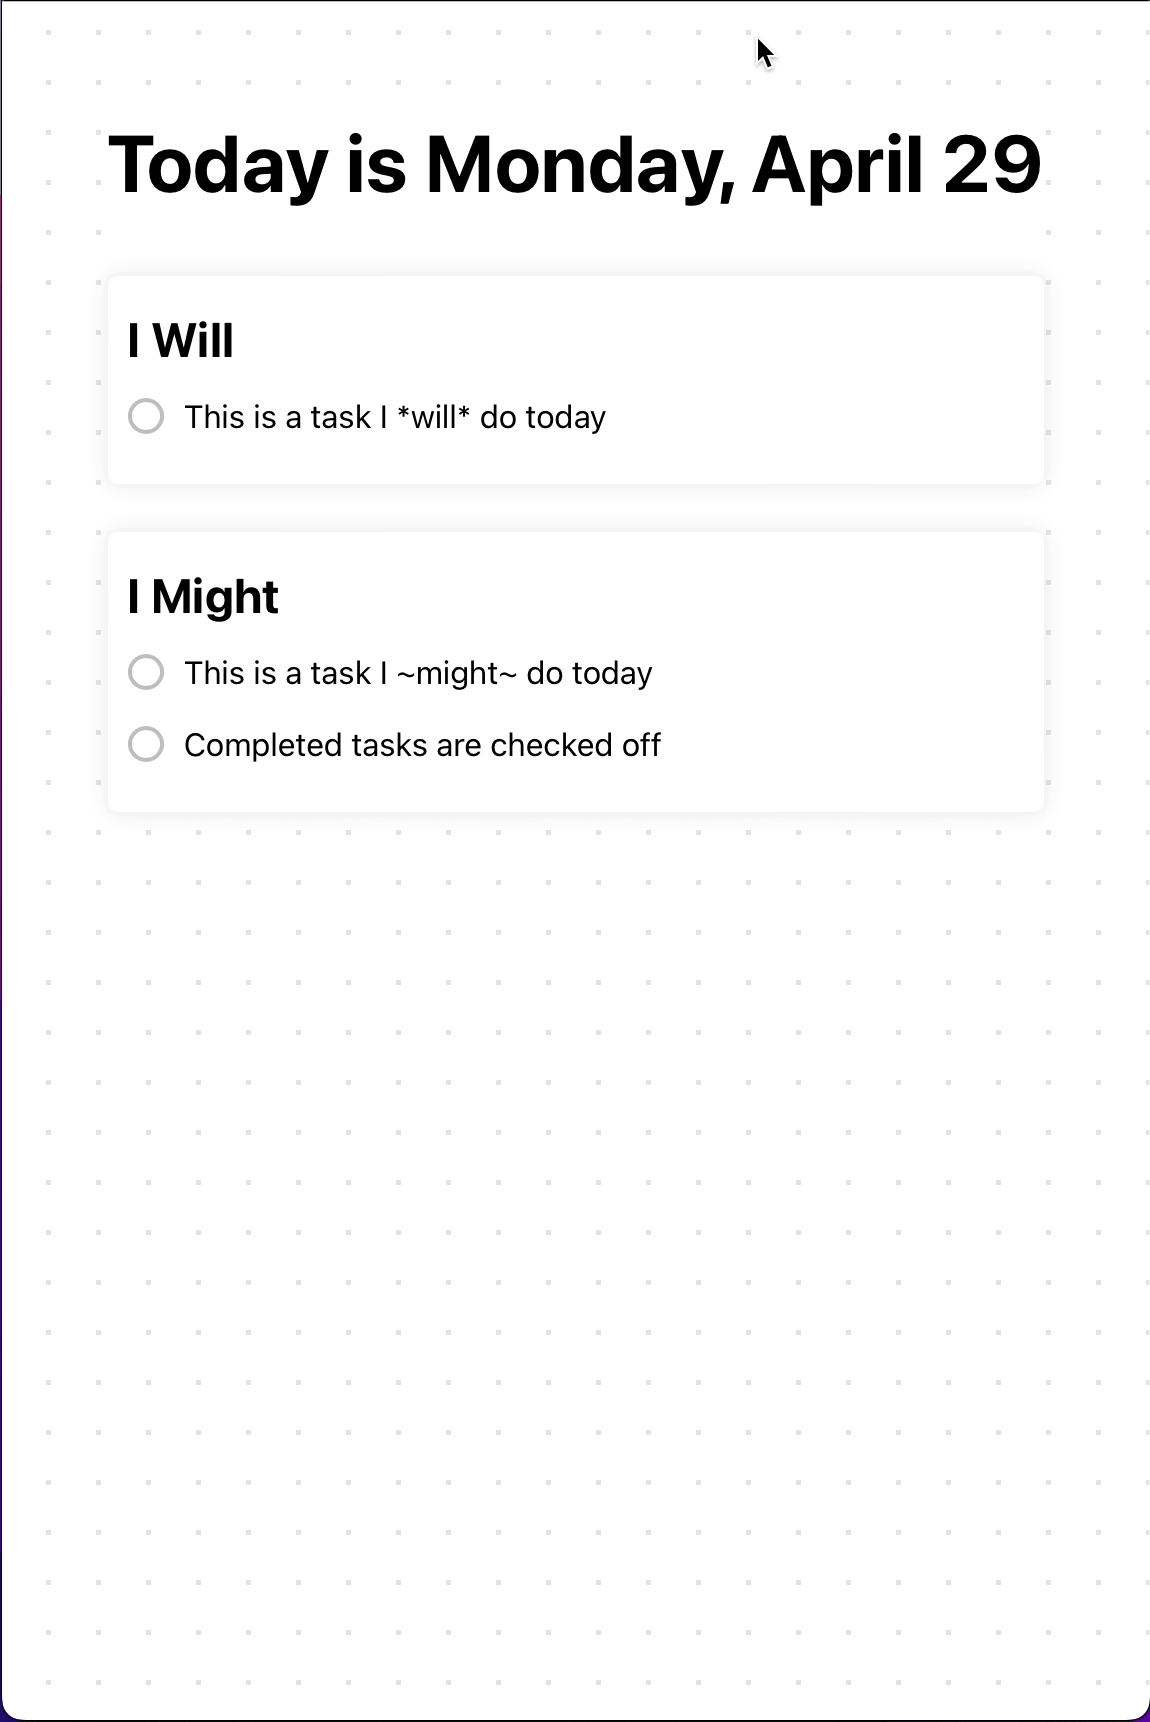 Today is Monday, April 29
I Will
This is a task I *will* do today
I Might
This is a task I ~might~ do today
Completed tasks are checked off